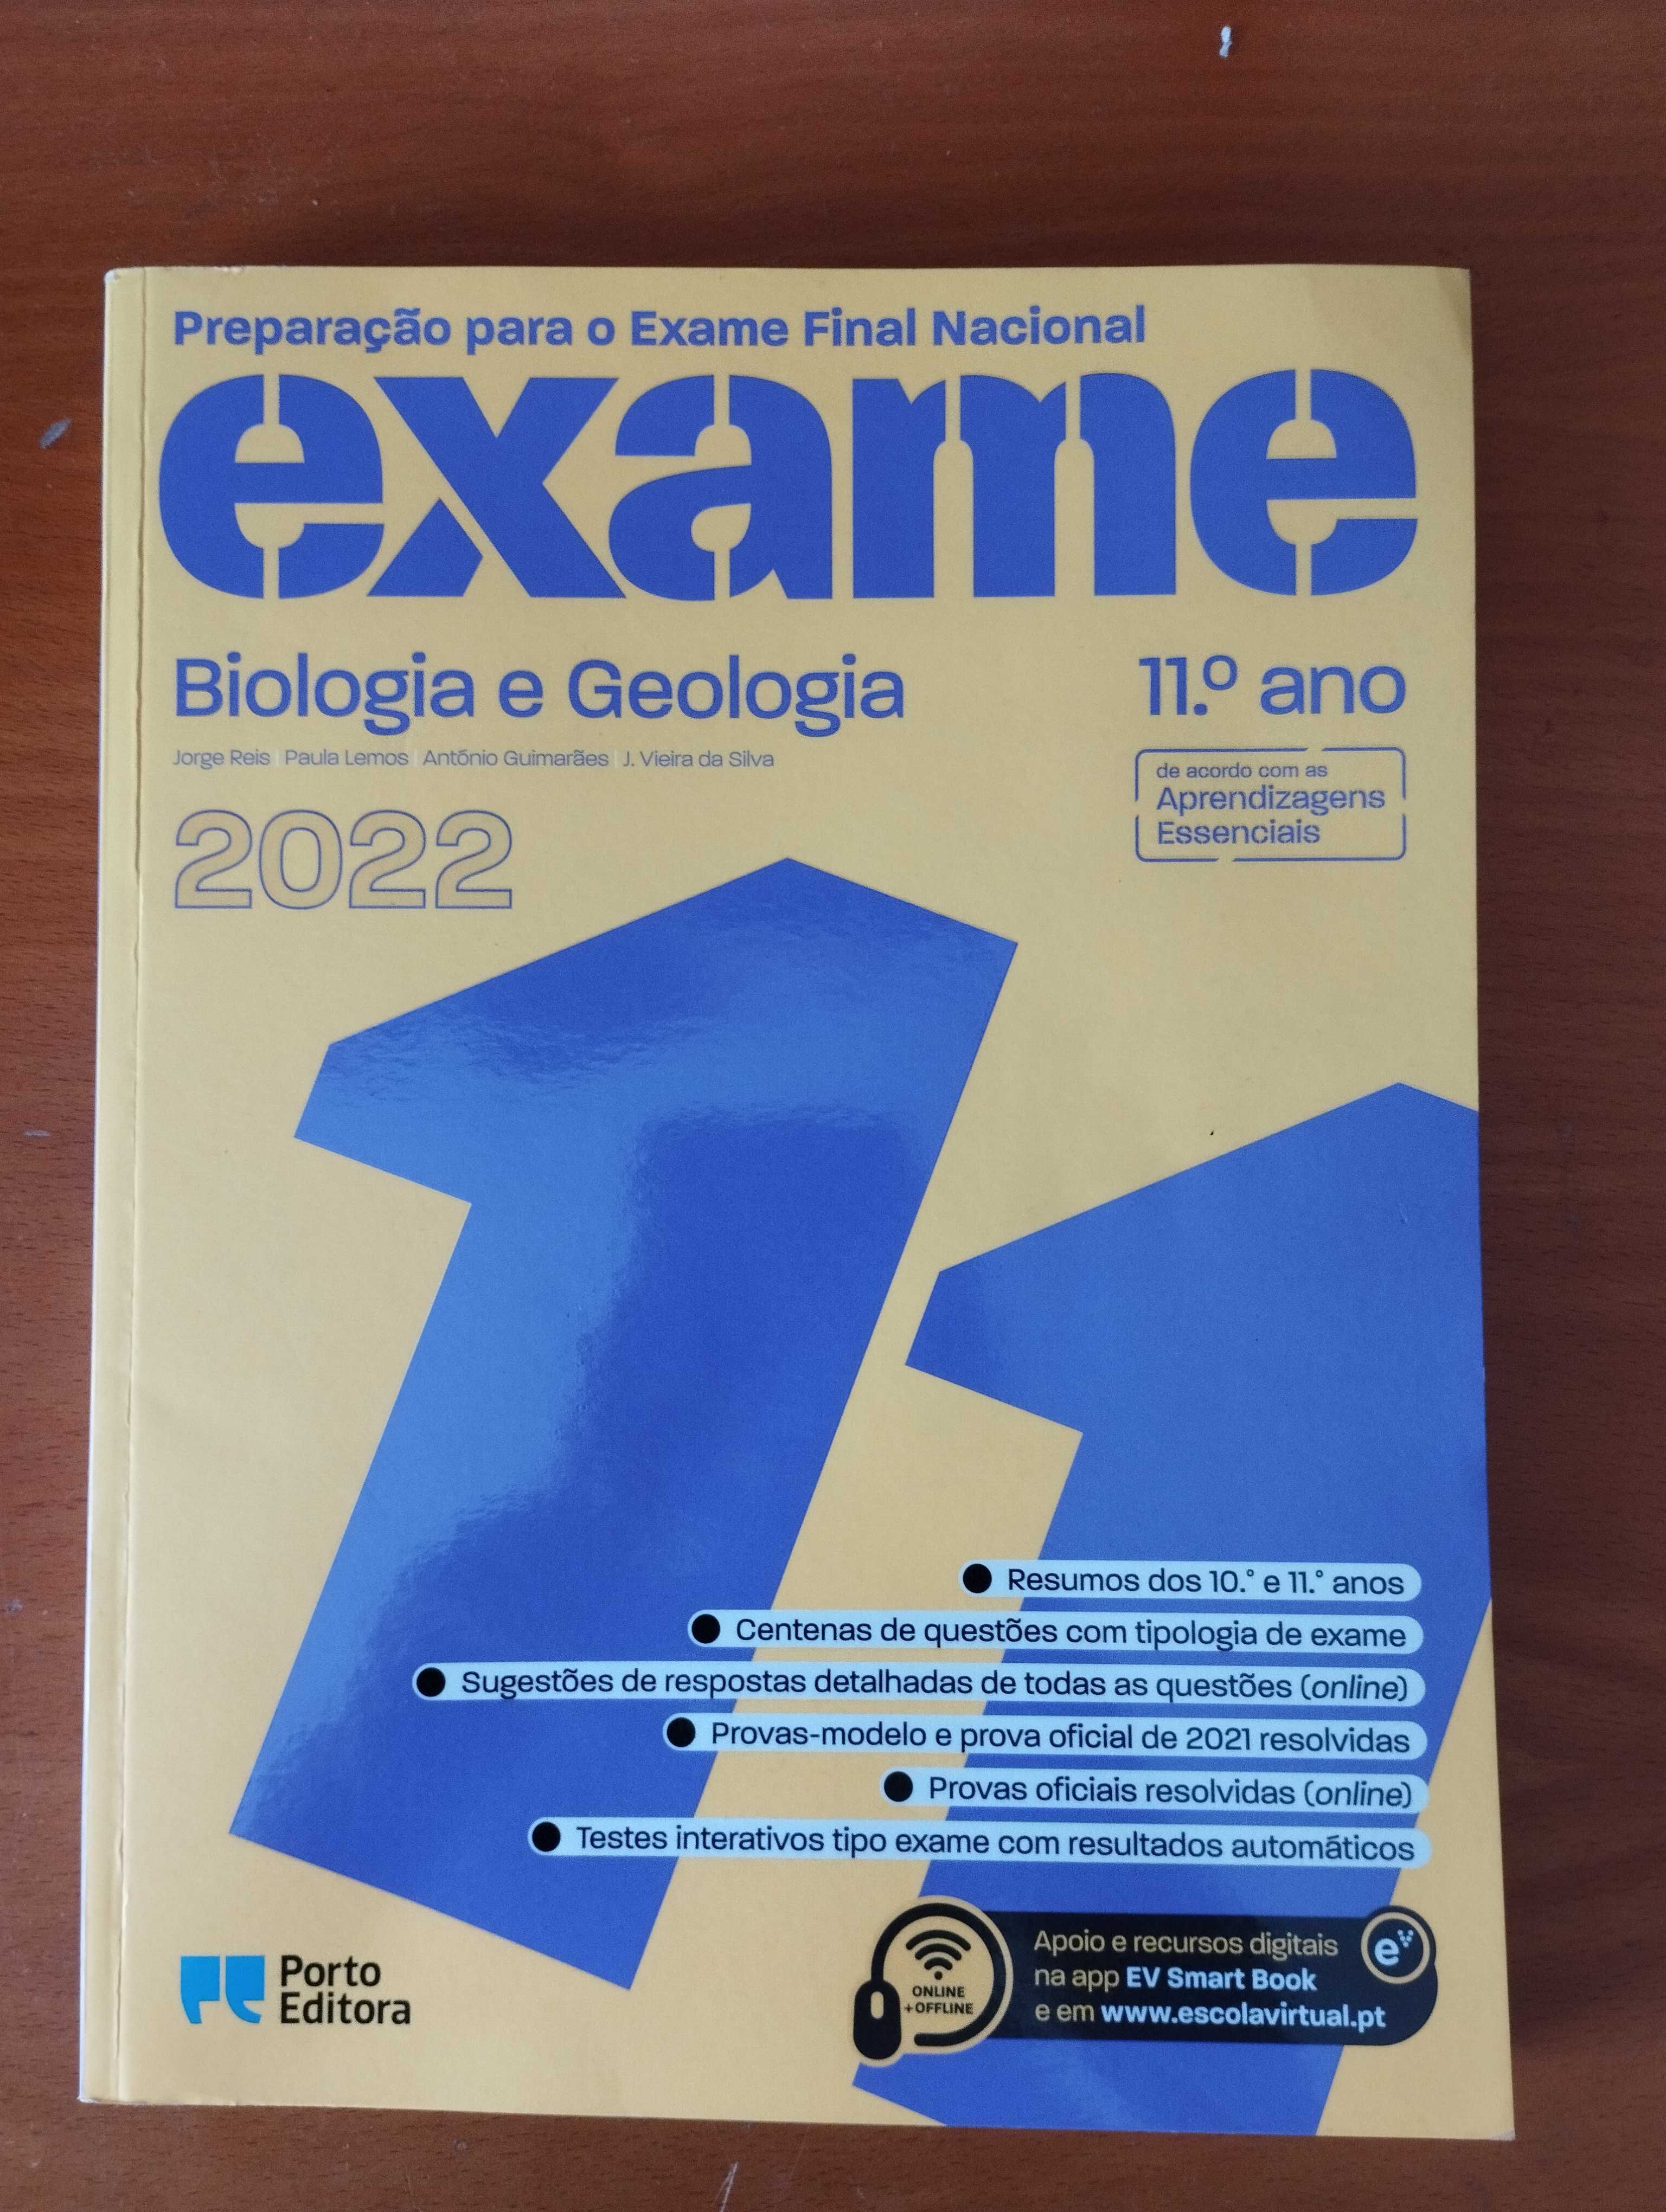 Preparação para o Exame Final Nacional
exame
Biologia e Geologia
11.º ano
Jorge Reis | Paula Lemos | António Guimarães | J. Vieira da Silva
de acordo com as
Aprendizagens
Essenciais
2022
11
Resumos dos 10.° e 11.° anos
Centenas de questões com tipologia de exame
Sugestões de respostas detalhadas de todas as questões (online)
Provas-modelo e prova oficial de 2021 resolvidas
Provas oficiais resolvidas (online)
Testes interativos tipo exame com resultados automáticos
Porto
Editora
ONLINE
+OFFLINE
Apoio e recursos digitais
na app EV Smart Book
e em www.escolavirtual.pt
ev